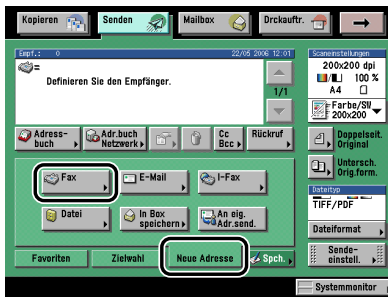 Kopieren
Senden
Mailbox
Drckauftr.
Empf.: 0
22/05 2006 12:01
Definieren Sie den Empfänger.
1/1
Adress-
buch
Adr.buch
Netzwerk
Cc
Bcc
Rückruf
Fax
E-Mail
I-Fax
Datei
In Box
speichern
An eig.
Adr.send.
Favoriten
Zielwahl
Neue Adresse
Spch.
Scaneinstellungen
200x200 dpi
100 %
A4
Farbe/SW
200x200
Doppelseit.
Original
Untersch.
Orig.form.
Dateityp
TIFF/PDF
Dateiformat
Sende-
einstell.
Systemmonitor